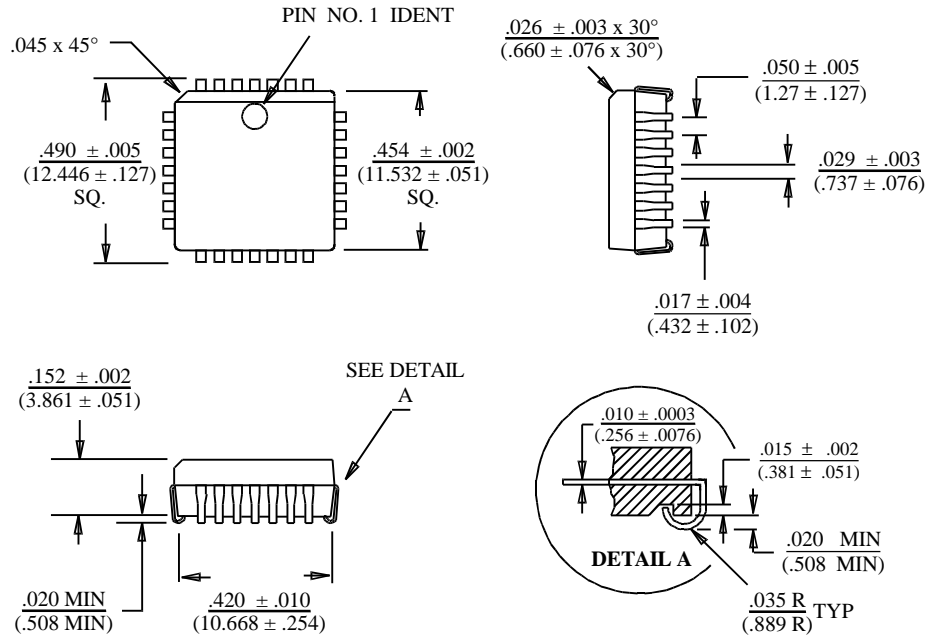 PIN NO. 1 IDENT
.045 x 45°
.490 ± .005
(12.446 ± .127)
SQ.
.454 ± .002
(11.532 ± .051)
SQ.
.026 ± .003 x 30°
(.660 ± .076 x 30°)
.050 ± .005
(1.27 ± .127)
.029 ± .003
(.737 ± .076)
.017 ± .004
(.432 ± .102)
.152 ± .002
(3.861 ± .051)
SEE DETAIL
A
.020 MIN
(.508 MIN)
.420 ± .010
(10.668 ± .254)
.010 ± .0003
(.256 ± .0076)
.015 ± .002
(.381 ± .051)
.020 MIN
(.508 MIN)
DETAIL A
.035 R
(.889 R)
TYP